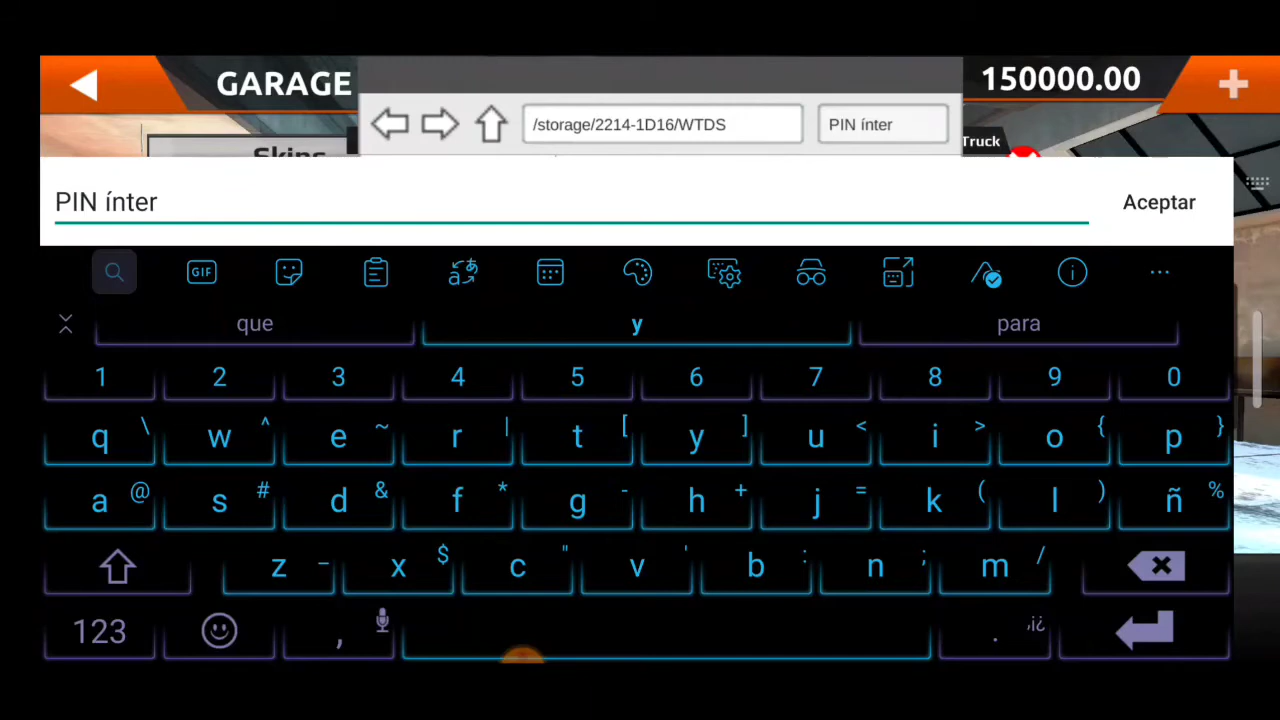 GARAGE
150000.00
/storage/2214-1D16/WTDS
PIN ínter
Truck
Skins
PIN ínter
Aceptar
GIF
que
y
para
1 2 3 4 5 6 7 8 9 0
q \ w ^ e ~ r | t [ y ] u < i > o { p }
a @ s # d & f * g - h + j = k ( l ) ñ %
z _ x $ c " v ' b : n ; m /
123 , . ,i¿